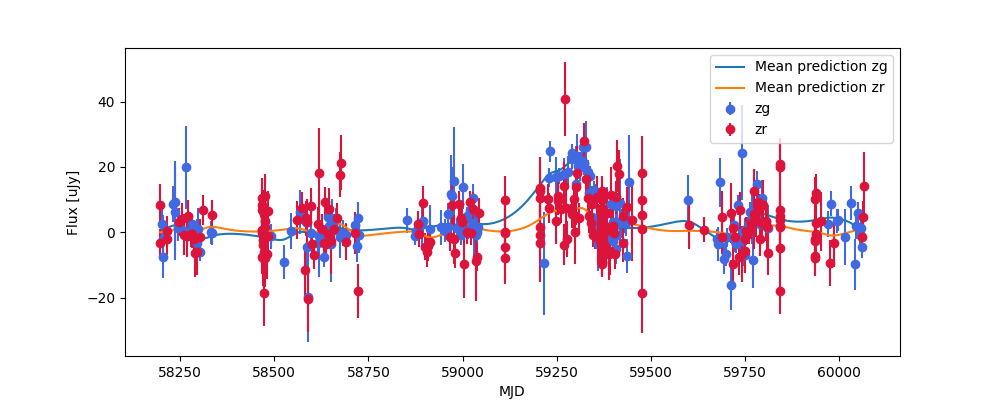 Mean prediction zg
Mean prediction zr
zg
zr
Flux [uJy]
40
20
0
−20
58250
58500
58750
59000
59250
59500
59750
60000
MJD